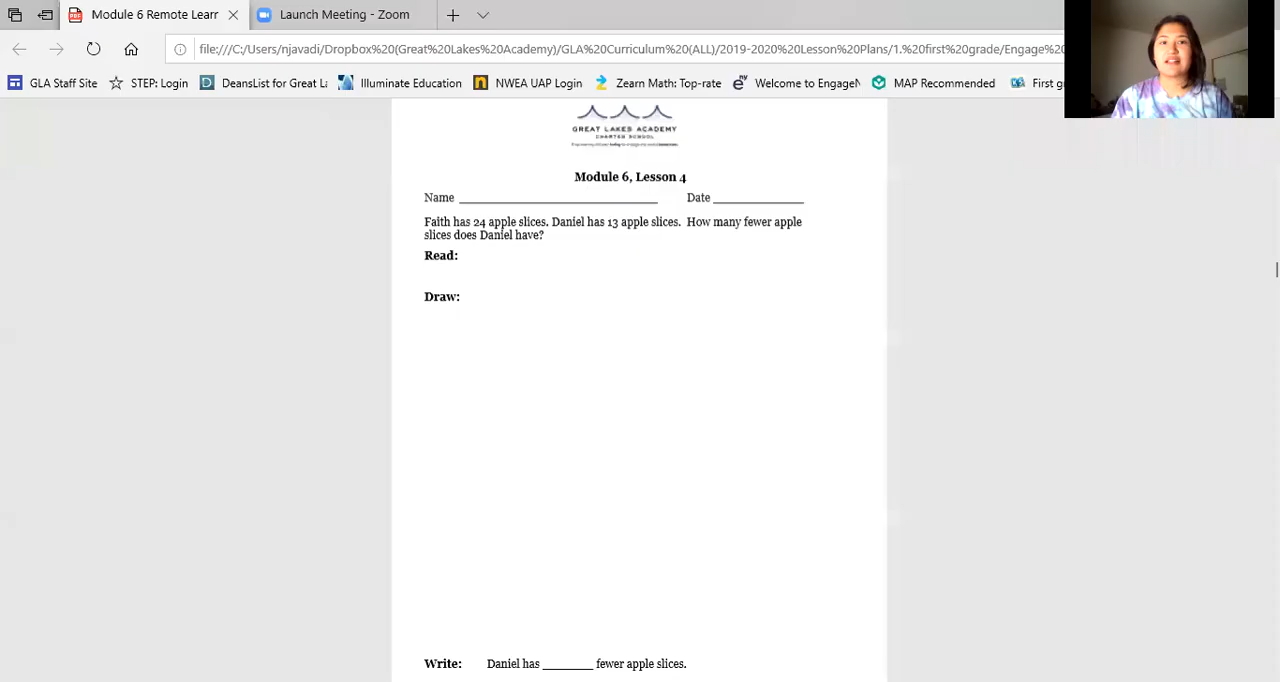 Module 6 Remote Learr
Launch Meeting - Zoom
file:///C:/Users/njavadi/Dropbox%20(Great%20Lakes%20Academy)/GLA%20Curriculum%20(ALL)/2019-2020%20Lesson%20Plans/1.%20first%20grade/Engage%20
GLA Staff Site
STEP: Login
DeansList for Great L
Illuminate Education
NWEA UAP Login
Zearn Math: Top-rate
Welcome to EngageN
MAP Recommended
First g
GREAT LAKES ACADEMY
CHARTER SCHOOL
Module 6, Lesson 4
Name Date
Faith has 24 apple slices. Daniel has 13 apple slices. How many fewer apple
slices does Daniel have?
Read:
Draw:
Write: Daniel has ________ fewer apple slices.